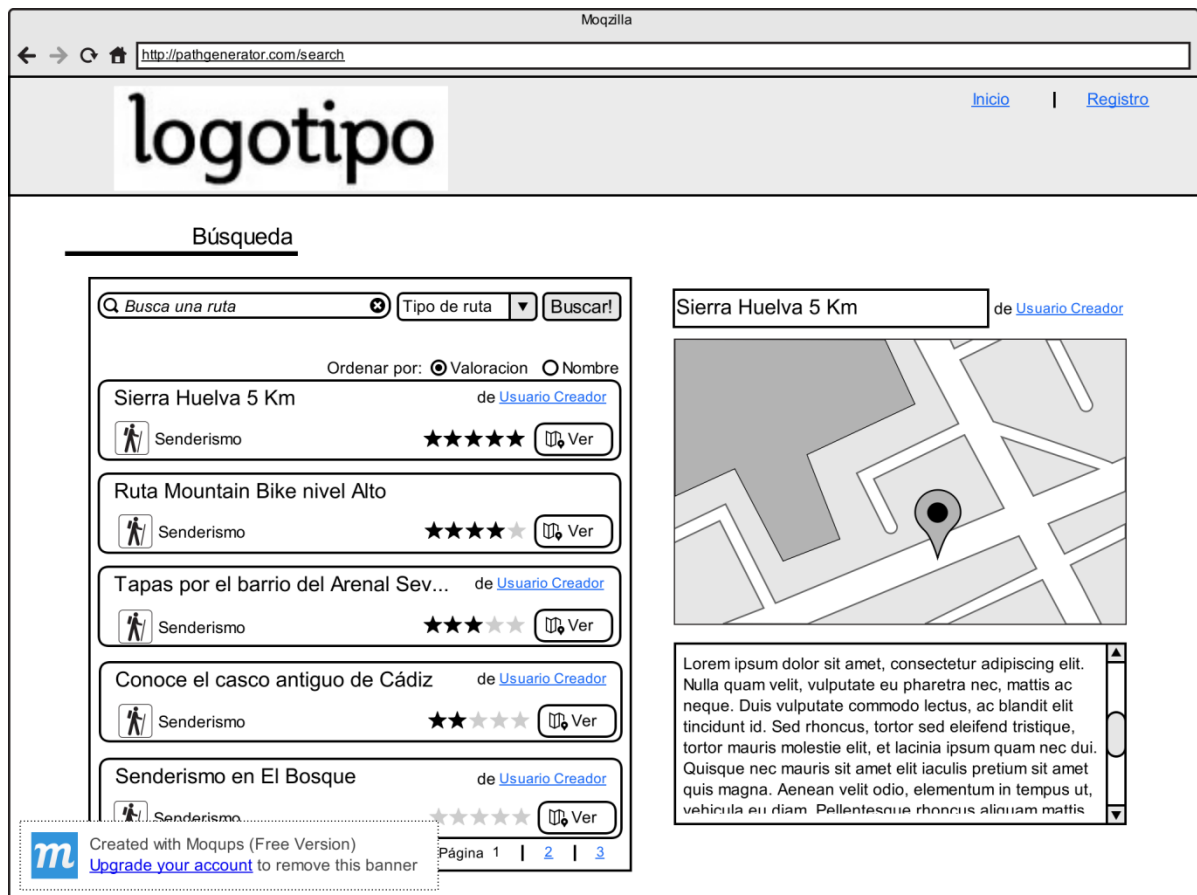 Moqzilla
http://pathgenerator.com/search
logotipo
Inicio | Registro
Búsqueda
Busca una ruta
Tipo de ruta
Buscar!
Ordenar por: Valoracion Nombre
Sierra Huelva 5 Km
de Usuario Creador
Senderismo
Ver
Ruta Mountain Bike nivel Alto
Senderismo
Ver
Tapas por el barrio del Arenal Sev...
de Usuario Creador
Senderismo
Ver
Conoce el casco antiguo de Cádiz
de Usuario Creador
Senderismo
Ver
Senderismo en El Bosque
de Usuario Creador
Senderismo
Ver
Página 1 | 2 | 3
Sierra Huelva 5 Km
de Usuario Creador
Lorem ipsum dolor sit amet, consectetur adipiscing elit.
Nulla quam velit, vulputate eu pharetra nec, mattis ac
neque. Duis vulputate commodo lectus, ac blandit elit
tincidunt id. Sed rhoncus, tortor sed eleifend tristique,
tortor mauris molestie elit, et lacinia ipsum quam nec dui.
Quisque nec mauris sit amet elit iaculis pretium sit amet
quis magna. Aenean velit odio, elementum in tempus ut,
vehicula eu diam. Pellentesque rhoncus aliquam mattis
m
Created with Moqups (Free Version)
Upgrade your account to remove this banner